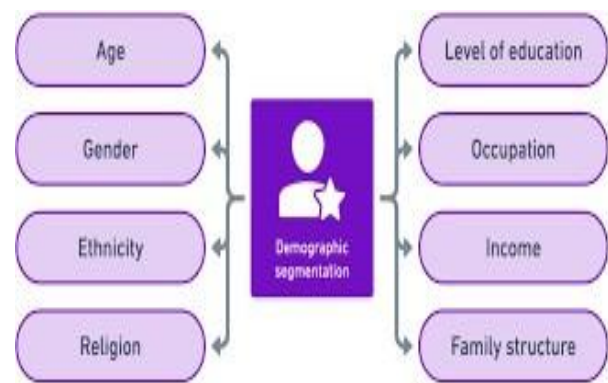 Age
Gender
Ethnicity
Religion
Demographic
segmentation
Level of education
Occupation
Income
Family structure